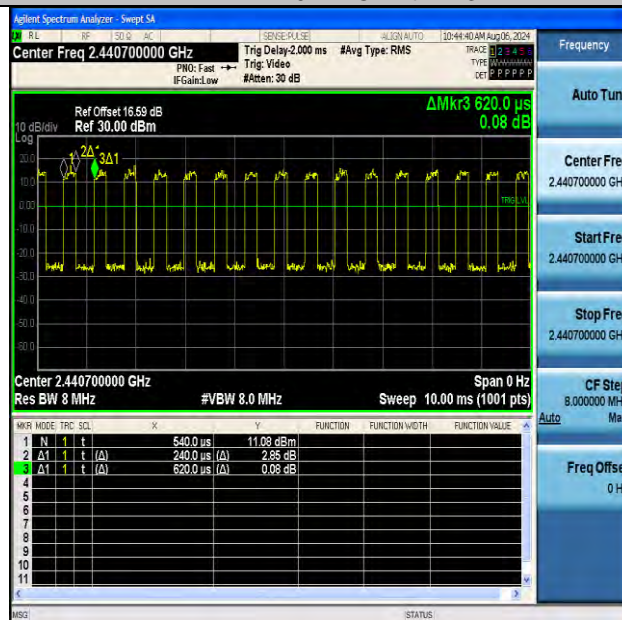 Agilent Spectrum Analyzer - Swept SA
RL RF 50 Ω AC SENSE:PULSE ALIGN AUTO 10:44:40 AM Aug 06, 2024
Center Freq 2.440700000 GHz
PNO: Fast
IFGain:Low
Trig Delay-2.000 ms
Trig: Video
#Atten: 30 dB
#Avg Type: RMS
TRACE 1 2 3 4 5 6
TYPE
DET P P P P P P
Ref Offset 16.59 dB
Ref 30.00 dBm
10 dB/div
Log
ΔMkr3 620.0 µs
0.08 dB
20.0
10.0
0.00
-10.0
-20.0
-30.0
-40.0
-50.0
-60.0
2Δ1
3Δ1
TRIG LVL
Center 2.440700000 GHz
Span 0 Hz
Res BW 8 MHz
#VBW 8.0 MHz
Sweep 10.00 ms (1001 pts)
MKR MODE TRC SCL X Y FUNCTION FUNCTION WIDTH FUNCTION VALUE
1 N 1 t 540.0 µs 11.08 dBm
2 Δ1 1 t (Δ) 240.0 µs (Δ) 2.85 dB
3 Δ1 1 t (Δ) 620.0 µs (Δ) 0.08 dB
4
5
6
7
8
9
10
11
MSG
STATUS
Frequency
Auto Tun
Center Fre
2.440700000 GH
Start Fre
2.440700000 GH
Stop Fre
2.440700000 GH
CF Ste
8.000000 MH
Auto Ma
Freq Offse
0 H